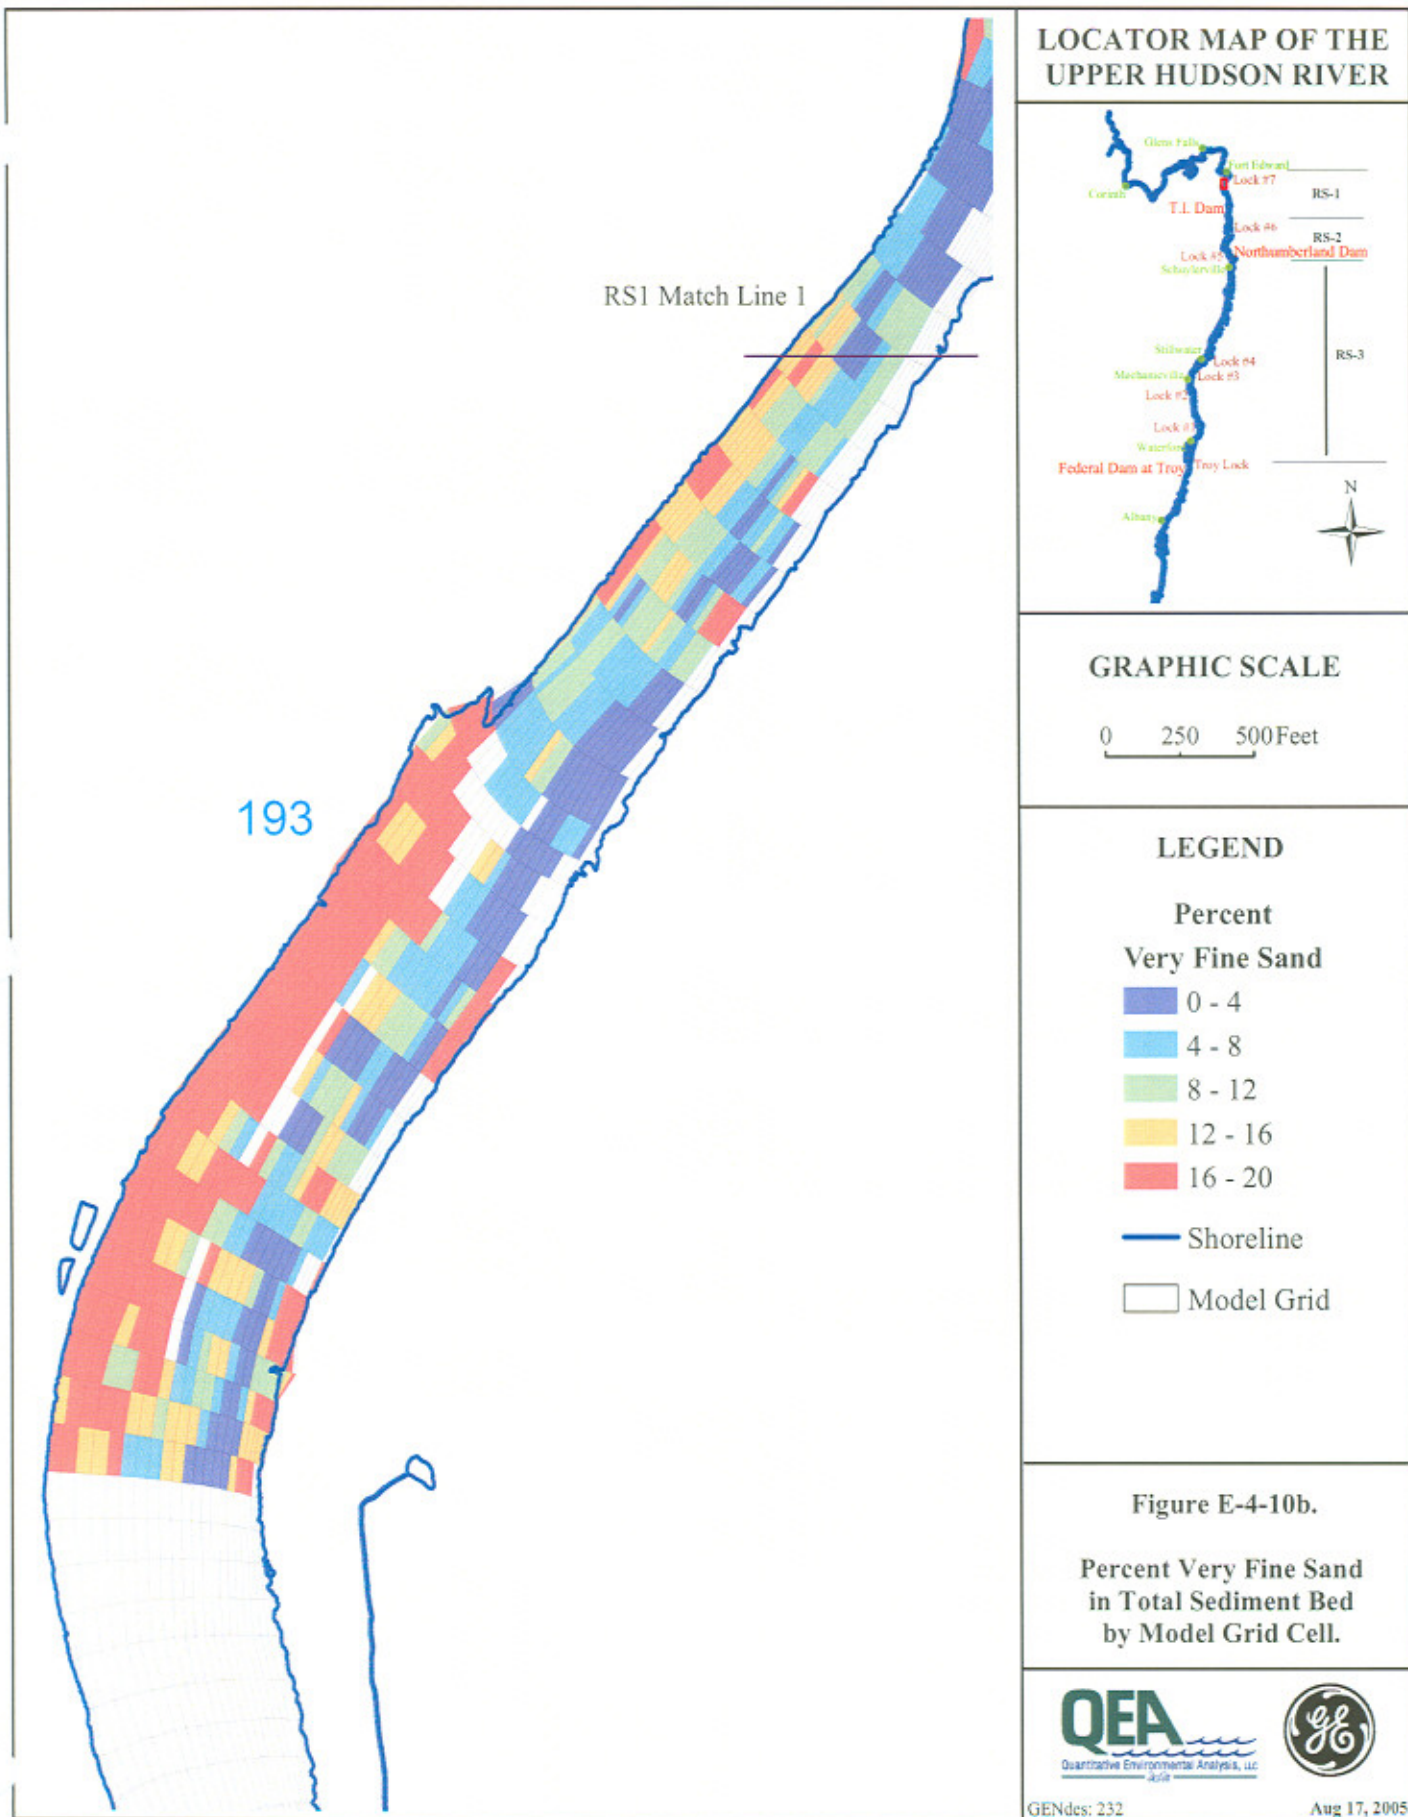 LOCATOR MAP OF THE
UPPER HUDSON RIVER
Glens Falls
Fort Edward
Lock #7
Corinth
RS-1
T.I. Dam
Lock #6
RS-2
Northumberland Dam
Lock #5
Schuylerville
Stillwater
Lock #4
RS-3
Mechanicville
Lock #3
Lock #2
Lock #1
Waterford
Federal Dam at Troy
Troy Lock
N
Albany
RS1 Match Line 1
193
GRAPHIC SCALE
0 250 500 Feet
LEGEND
Percent
Very Fine Sand
0 - 4
4 - 8
8 - 12
12 - 16
16 - 20
Shoreline
Model Grid
Figure E-4-10b.
Percent Very Fine Sand
in Total Sediment Bed
by Model Grid Cell.
QEA
Quantitative Environmental Analysis, LLC
GE
GENdes: 232
Aug 17, 2005